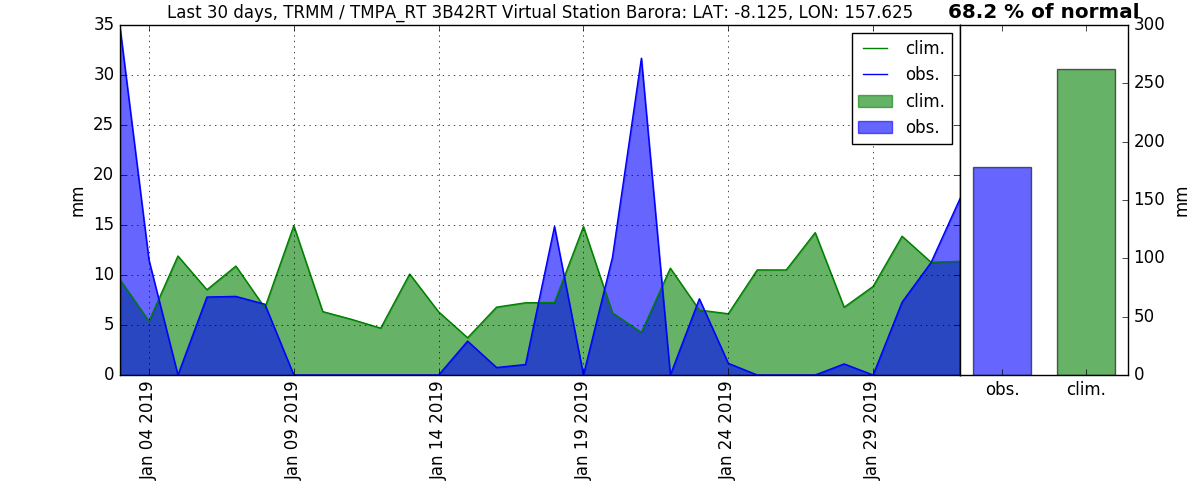 Last 30 days, TRMM / TMPA_RT 3B42RT Virtual Station Barora: LAT: -8.125, LON: 157.625
68.2 % of normal
35
30
25
20
15
10
5
0
mm
clim.
obs.
clim.
obs.
Jan 04 2019
Jan 09 2019
Jan 14 2019
Jan 19 2019
Jan 24 2019
Jan 29 2019
300
250
200
150
100
50
0
mm
obs.
clim.